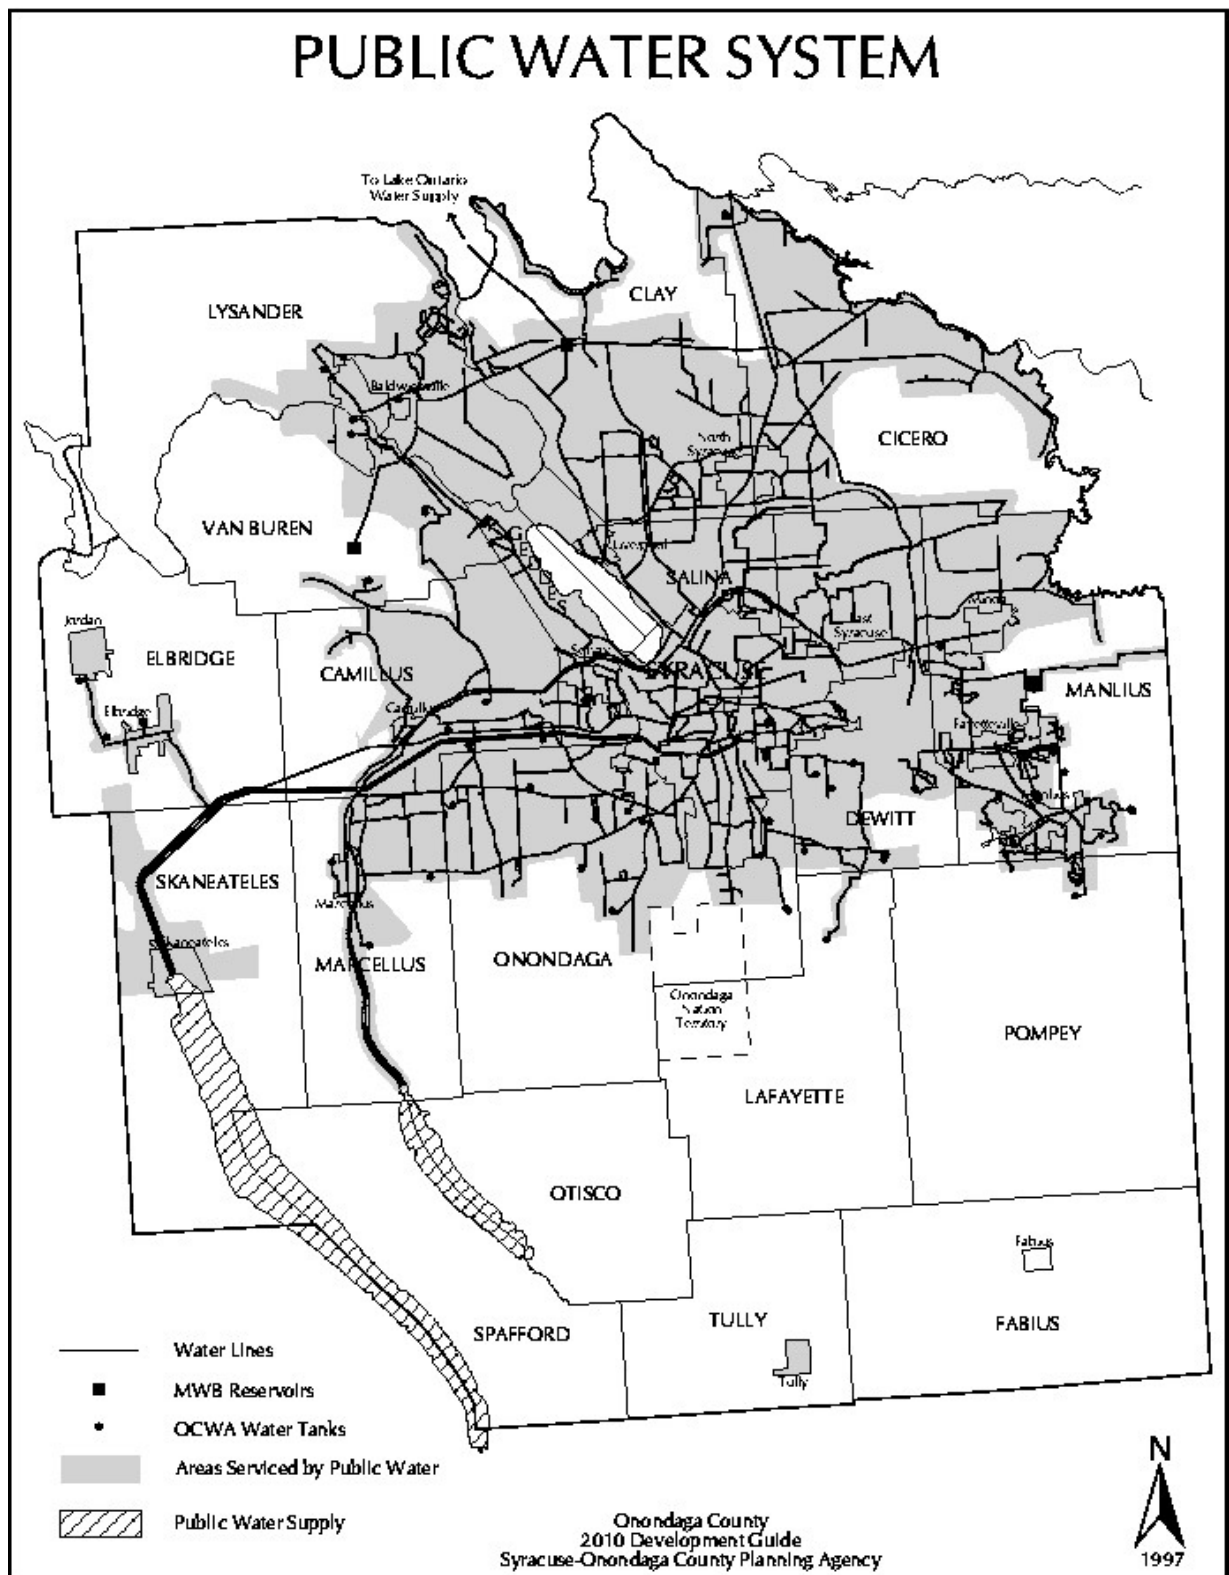 PUBLIC WATER SYSTEM
To Lake Ontario
Water Supply
LYSANDER
CLAY
Baldwinsville
CICERO
North
Syracuse
VAN BUREN
GEDDES
Liverpool
SALINA
Jordan
ELBRIDGE
East
Syracuse
Minoa
CAMILLUS
Solvay
SYRACUSE
MANLIUS
Elbridge
Camillus
Fayetteville
DEWITT
SKANEATELES
Marcellus
Skaneateles
MARCELLUS
ONONDAGA
Onondaga
Nation
Territory
POMPEY
LAFAYETTE
OTISCO
Fabius
SPAFFORD
TULLY
FABIUS
Tully
Water Lines
MWB Reservoirs
OCWA Water Tanks
Areas Serviced by Public Water
Public Water Supply
Onondaga County
2010 Development Guide
Syracuse-Onondaga County Planning Agency
N
1997